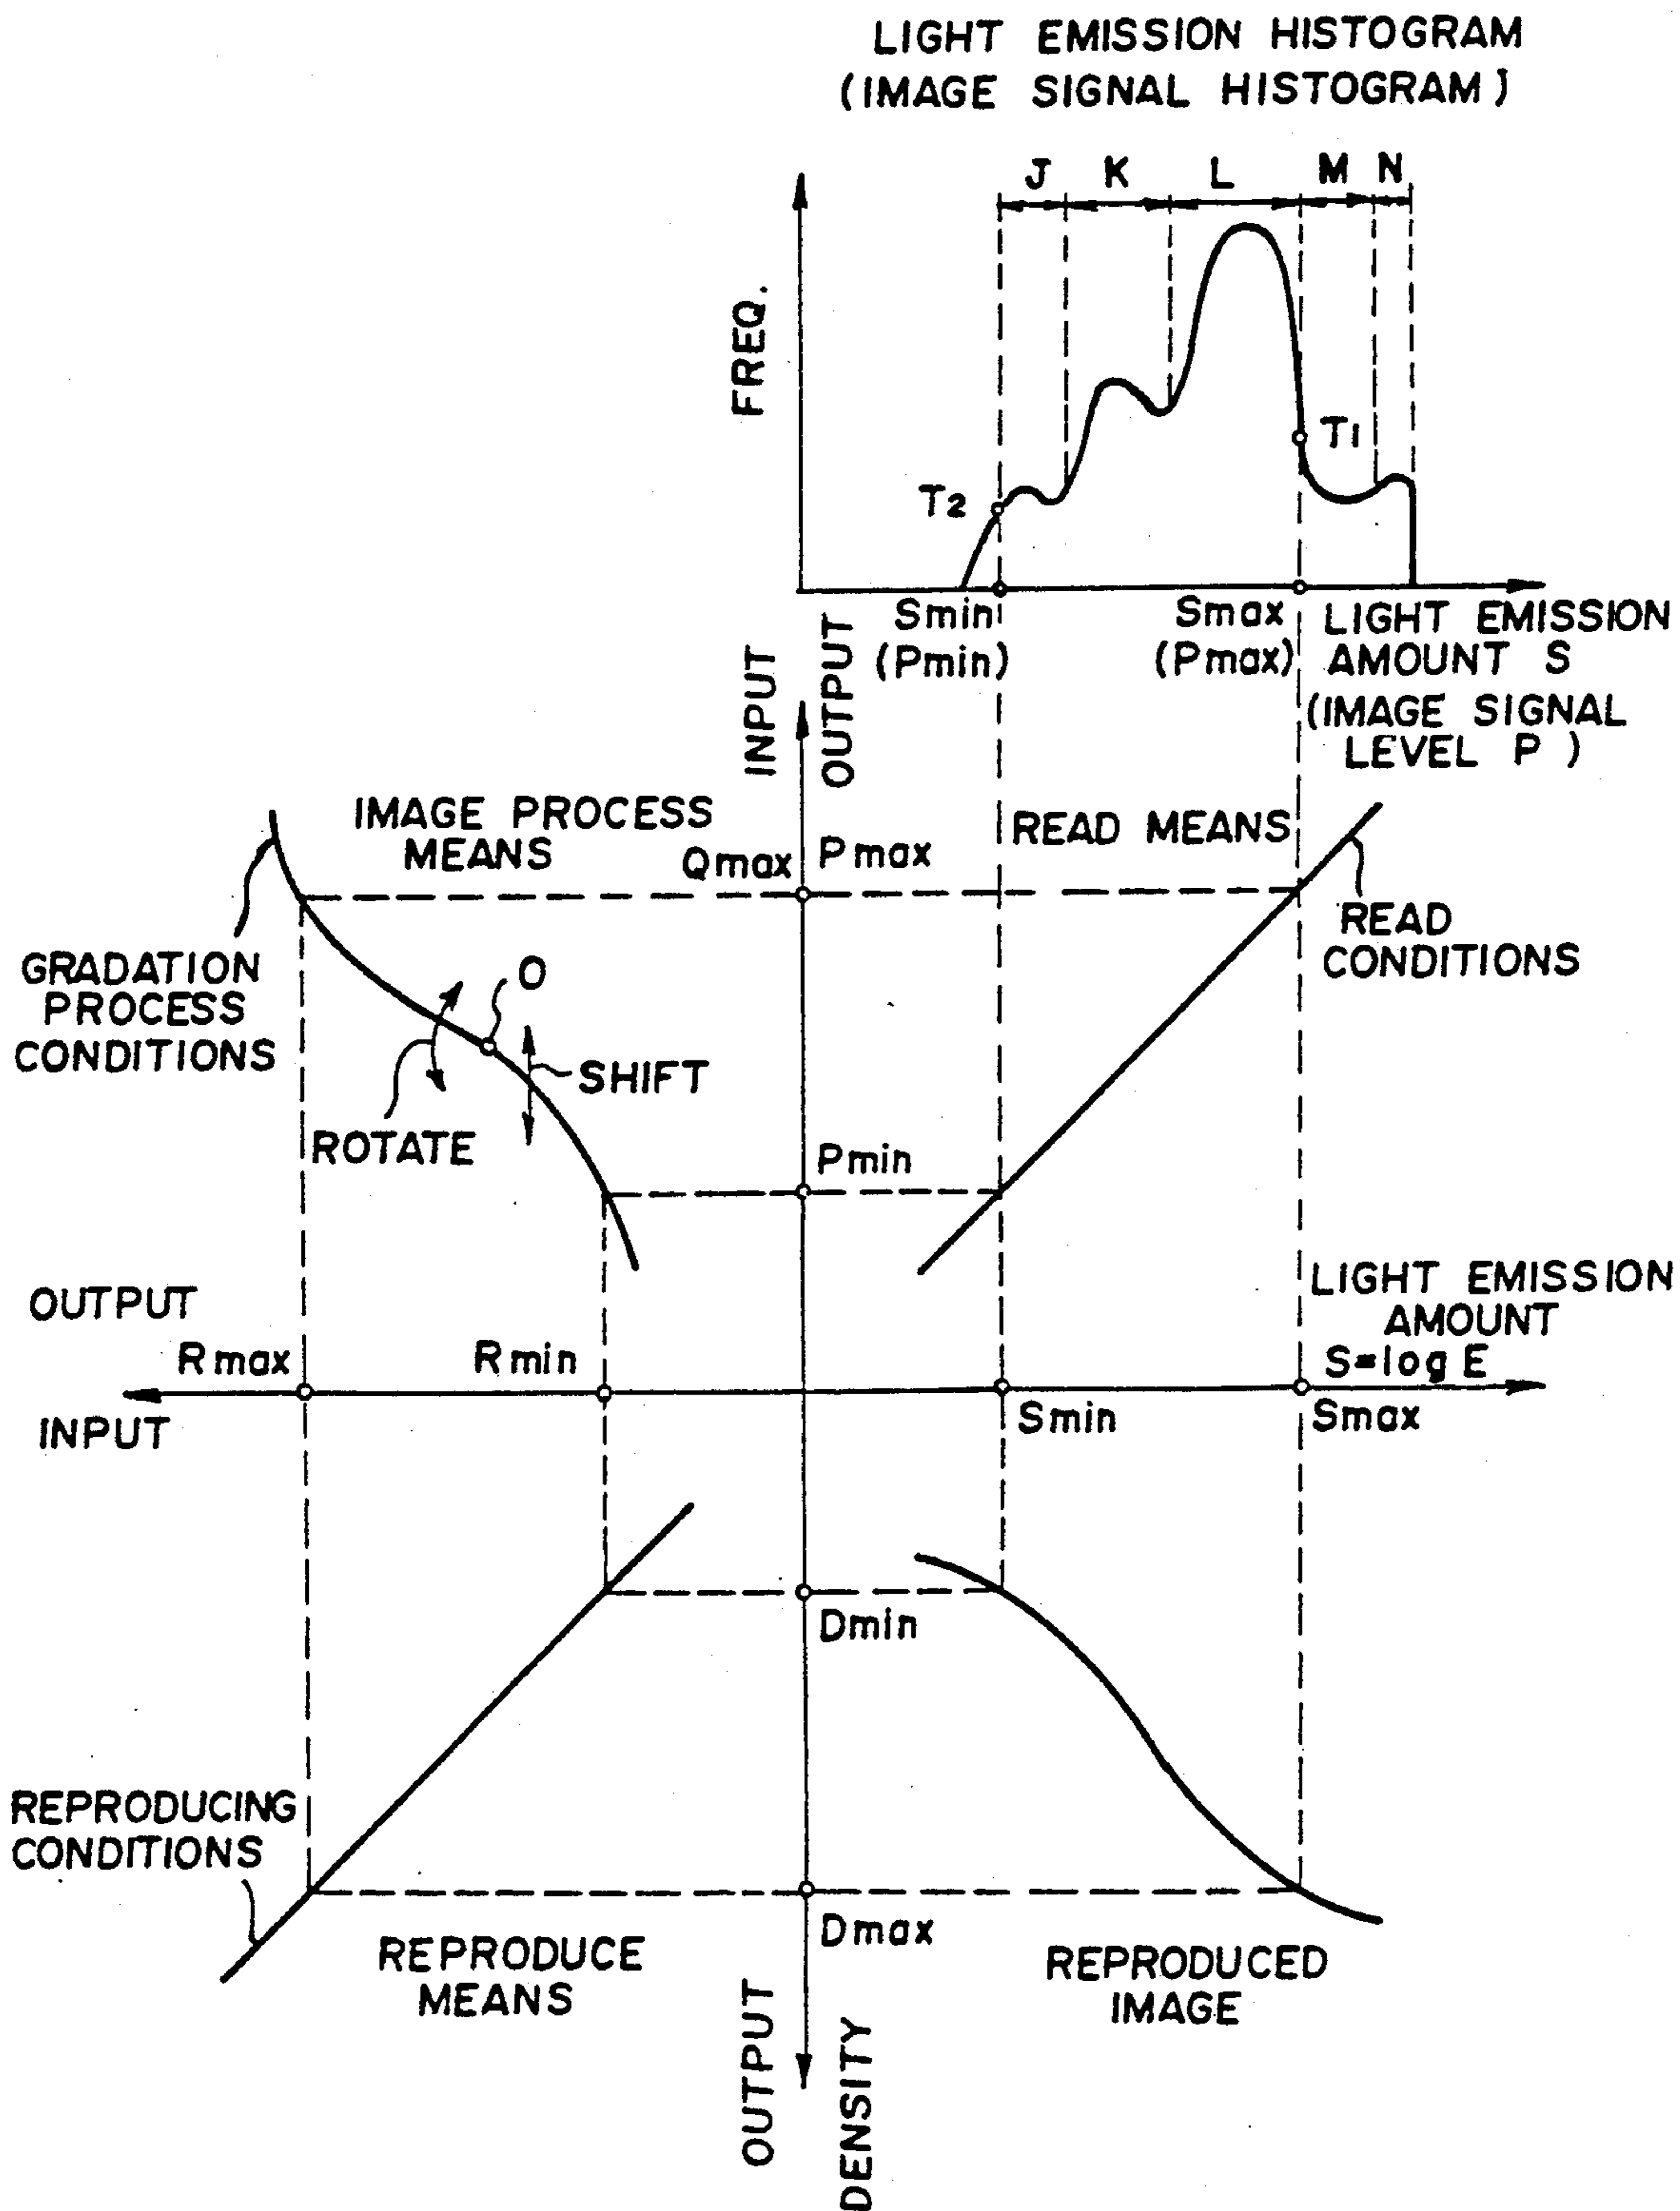 LIGHT EMISSION HISTOGRAM
(IMAGE SIGNAL HISTOGRAM)
J K L M N
FREQ.
T1
T2
Smin
(Pmin)
Smax
(Pmax)
LIGHT EMISSION
AMOUNT S
(IMAGE SIGNAL
LEVEL P )
INPUT
OUTPUT
IMAGE PROCESS
MEANS
Qmax
Pmax
READ MEANS
READ
CONDITIONS
GRADATION
PROCESS
CONDITIONS
O
SHIFT
ROTATE
Pmin
OUTPUT
Rmax
Rmin
LIGHT EMISSION
AMOUNT
S=log E
INPUT
Smin
Smax
Dmin
REPRODUCING
CONDITIONS
Dmax
REPRODUCE
MEANS
REPRODUCED
IMAGE
OUTPUT
DENSITY